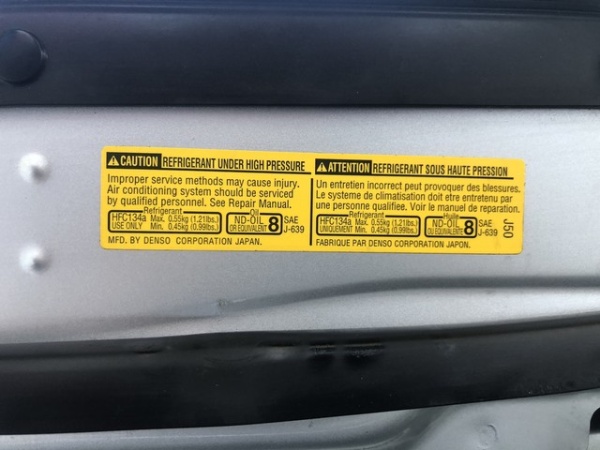 CAUTION REFRIGERANT UNDER HIGH PRESSURE
Improper service methods may cause injury.
Air conditioning system should be serviced
by qualified personnel. See Repair Manual.
Refrigerant Oil
HFC134a Max. 0.55kg (1.21lbs.) ND-OIL 8 SAE
USE ONLY Min. 0.45kg (0.99lbs.) OR EQUIVALENT J-639
MFD. BY DENSO CORPORATION JAPAN.
ATTENTION REFRIGERANT SOUS HAUTE PRESSION
Un entretien incorrect peut provoquer des blessures.
Le systeme de climatisation doit etre entretenu par
une personne qualifiée. Voir le manuel de reparation.
Refrigerant Huile
HFC134a Max. 0.55kg (1.21lbs.) ND-OIL 8 SAE
UNIQUEMENT Min. 0.45kg (0.99lbs.) OU EQUIVALENT J-639
FABRIQUE PAR DENSO CORPORATION JAPON.
J50